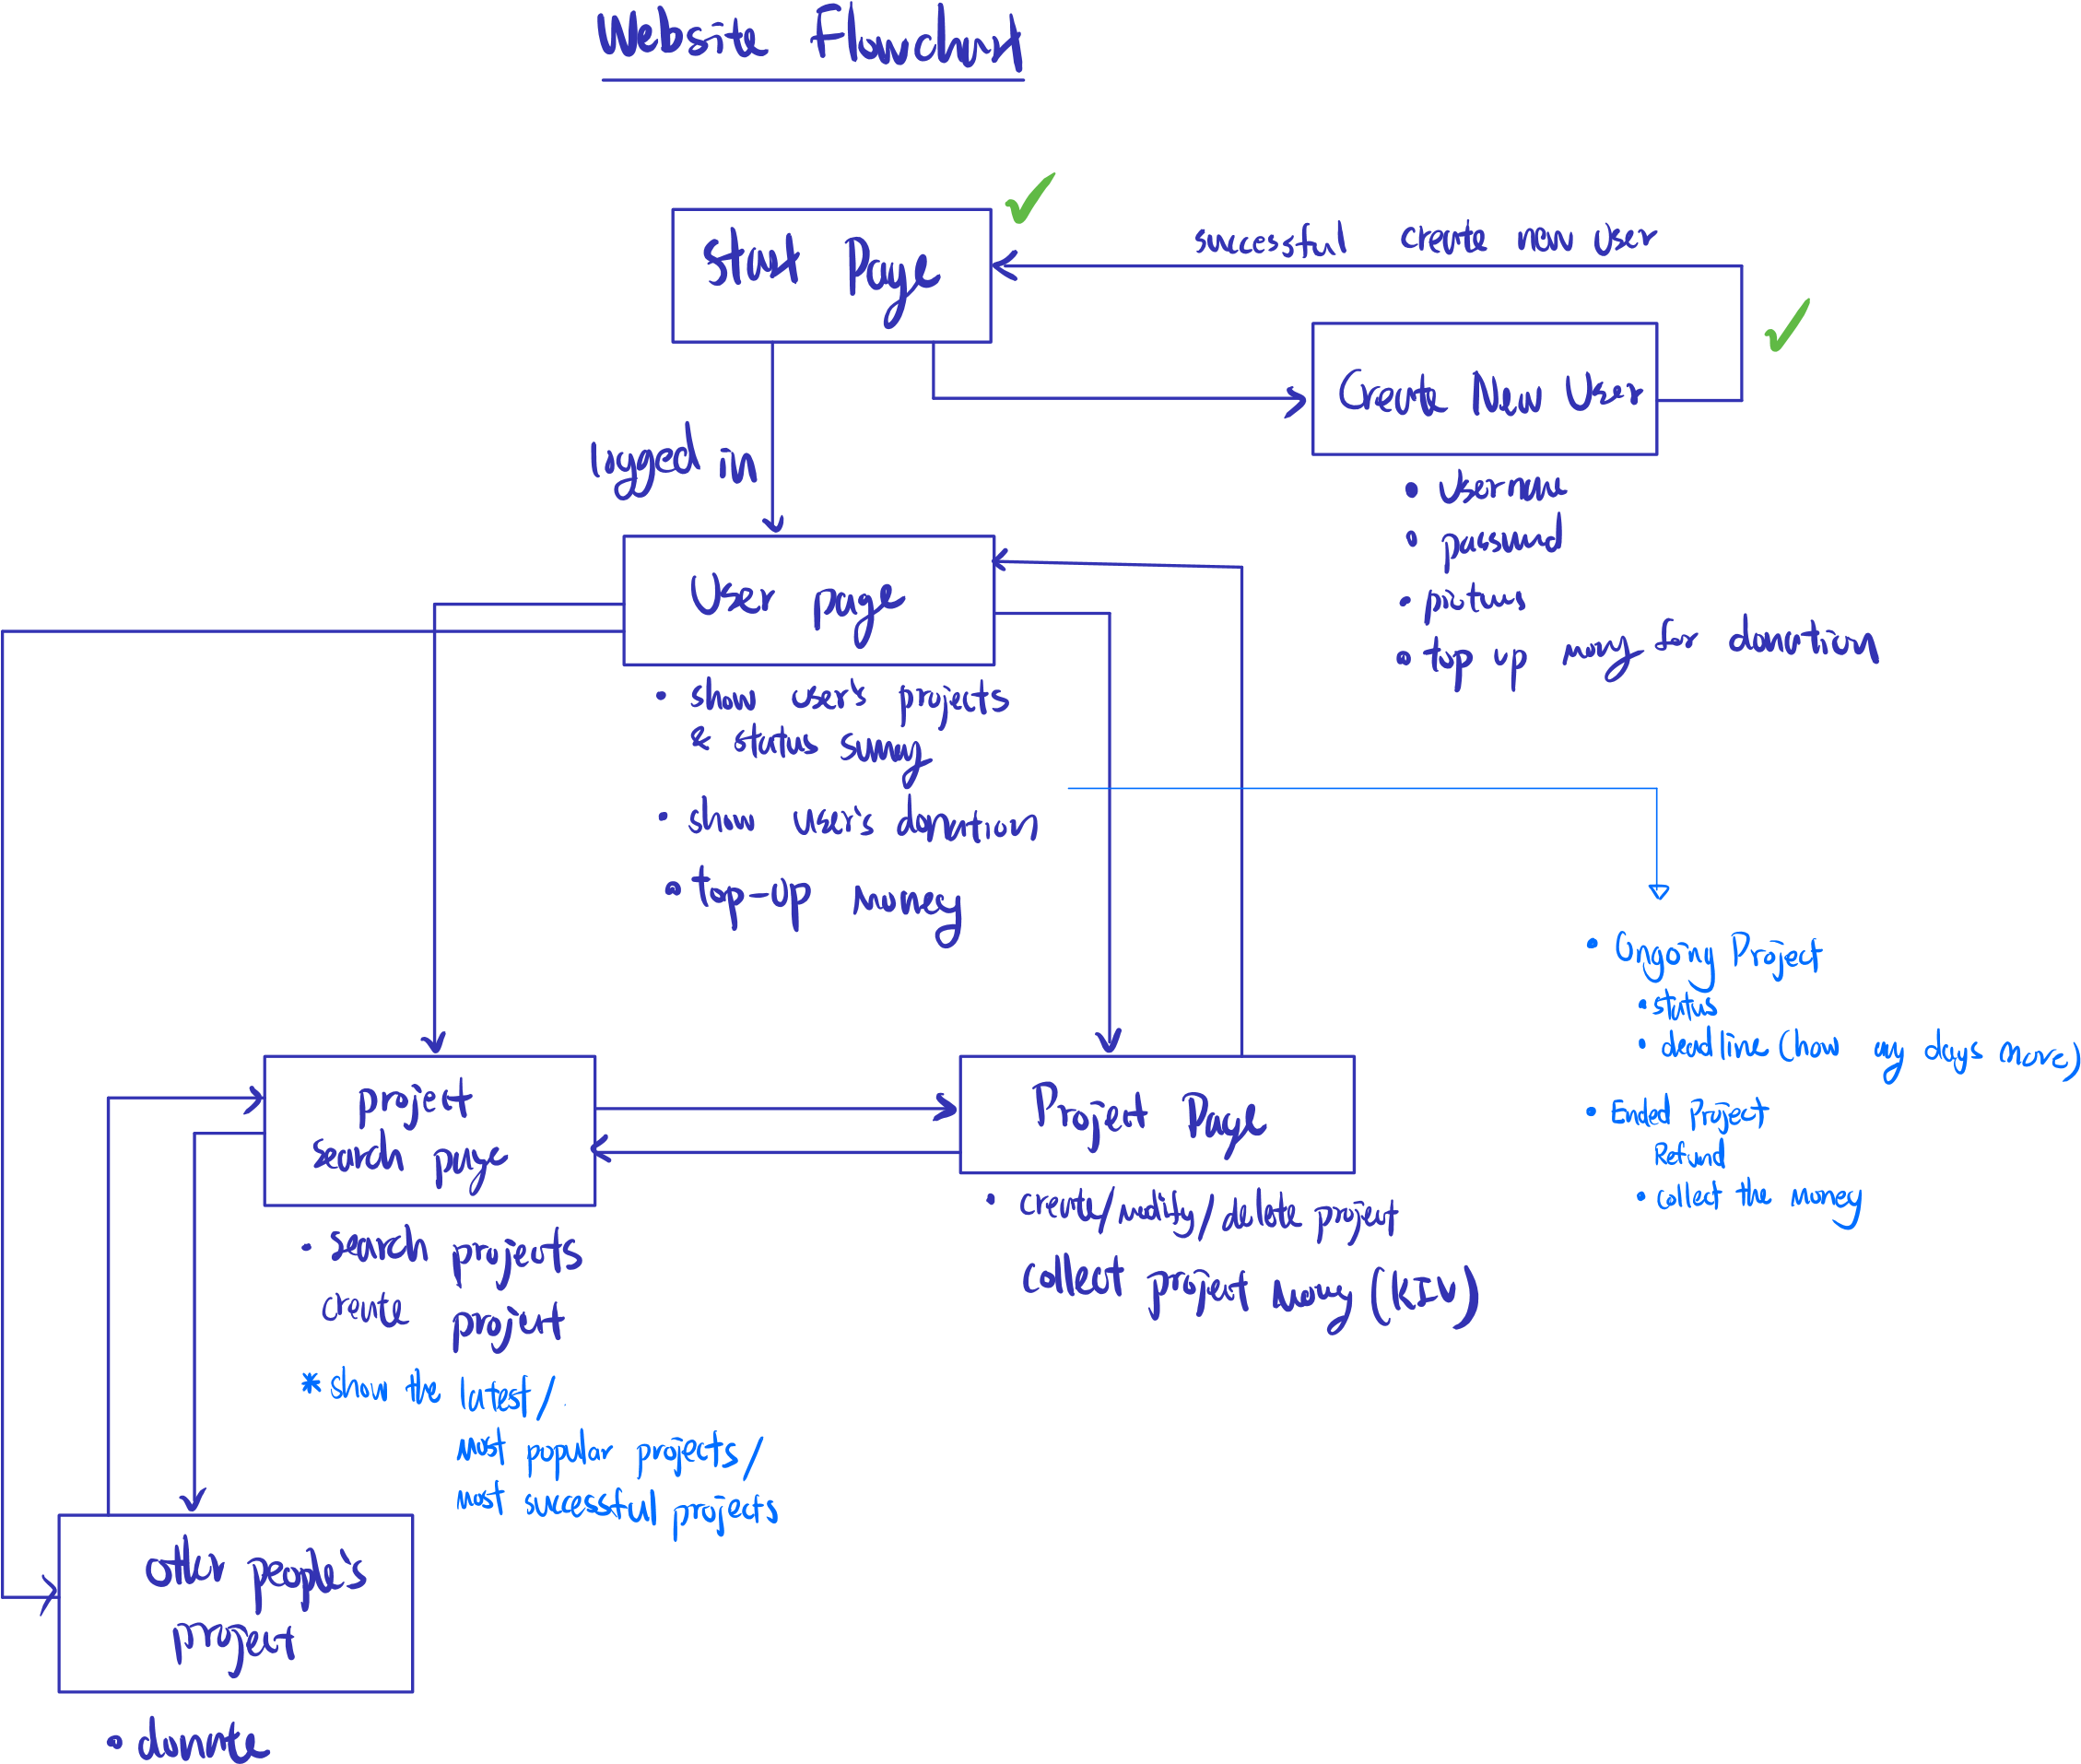 Website Flowchart
Start Page
successful create new user
Create New User
logged in
• username
• password
• picture
• top up money for donation
User page
• show user's projects
& status summary
• show user's donation
• top-up money
• Ongoing Project
• status
• deadline (how many days more)
• Ended Project
Refund
• collect the money
project
search page
Project Page
• create/modify/delete project
collect project money (KIV)
• search projects
create project
* show the latest/
most popular projects/
most successful projects
other people's
project
• donate